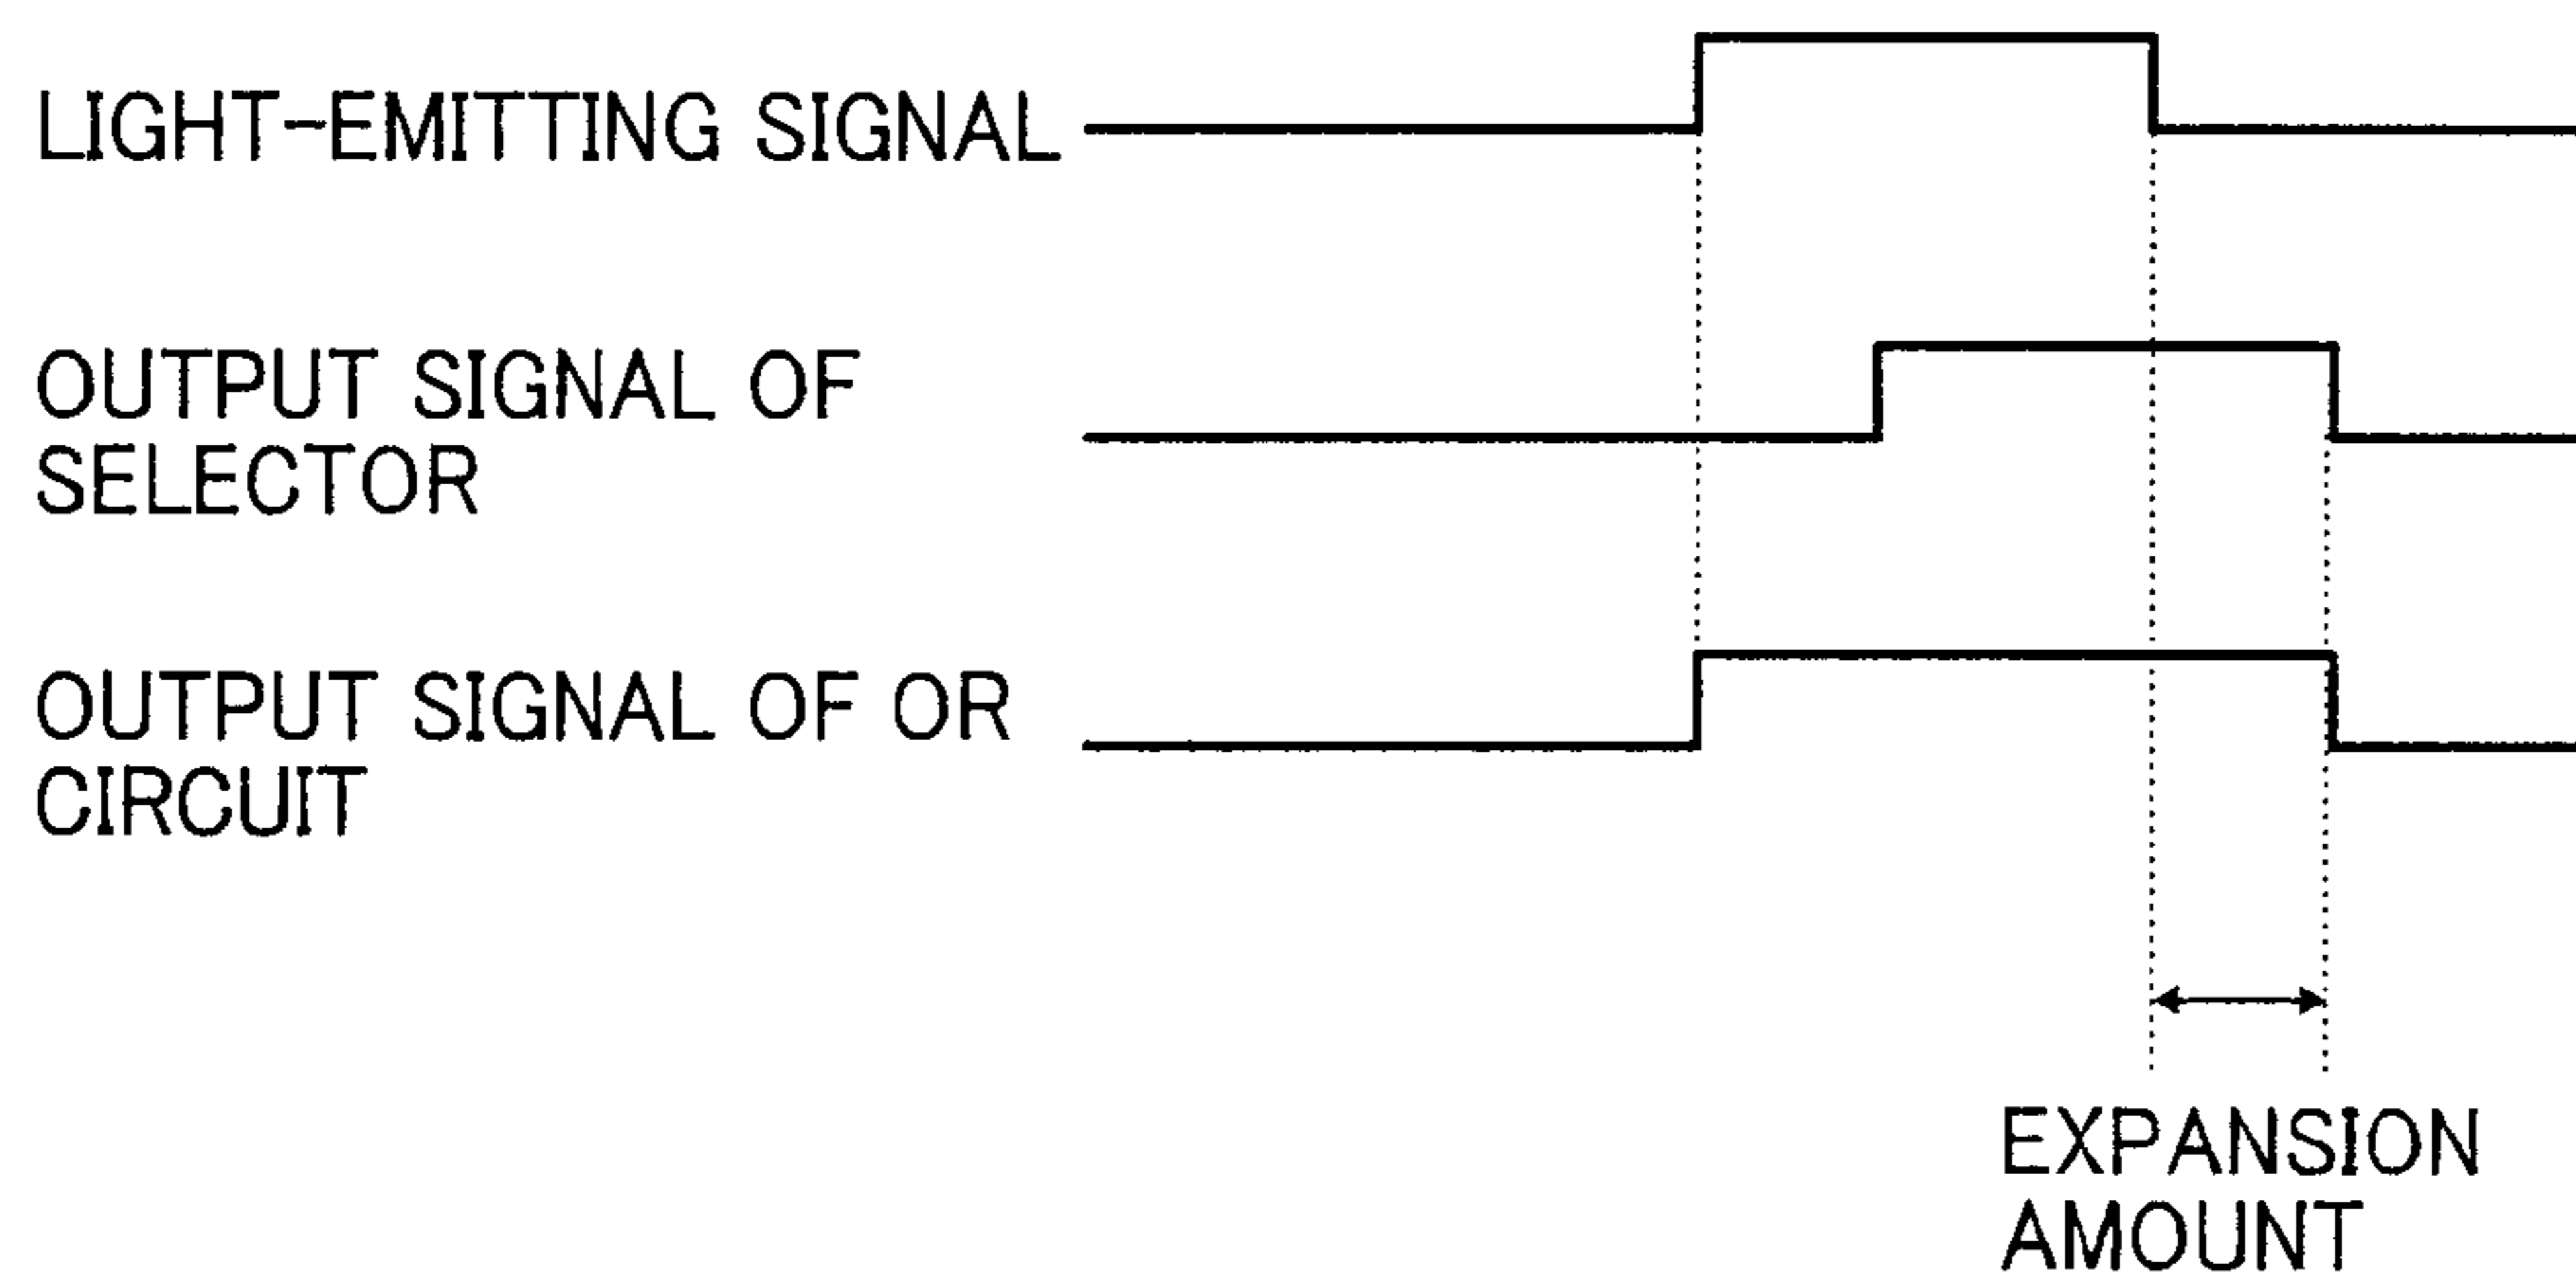 LIGHT-EMITTING SIGNAL
OUTPUT SIGNAL OF
SELECTOR
OUTPUT SIGNAL OF OR
CIRCUIT
EXPANSION
AMOUNT